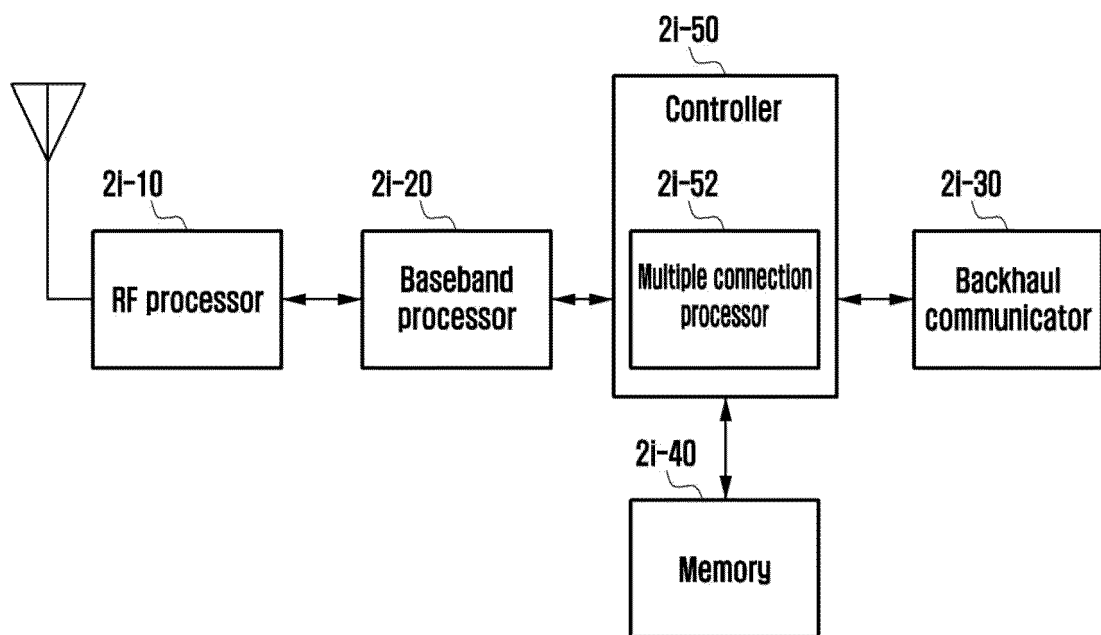 2i-50
Controller
2i-10
2i-20
2i-52
2i-30
RF processor
Baseband
processor
Multiple connection
processor
Backhaul
communicator
2i-40
Memory